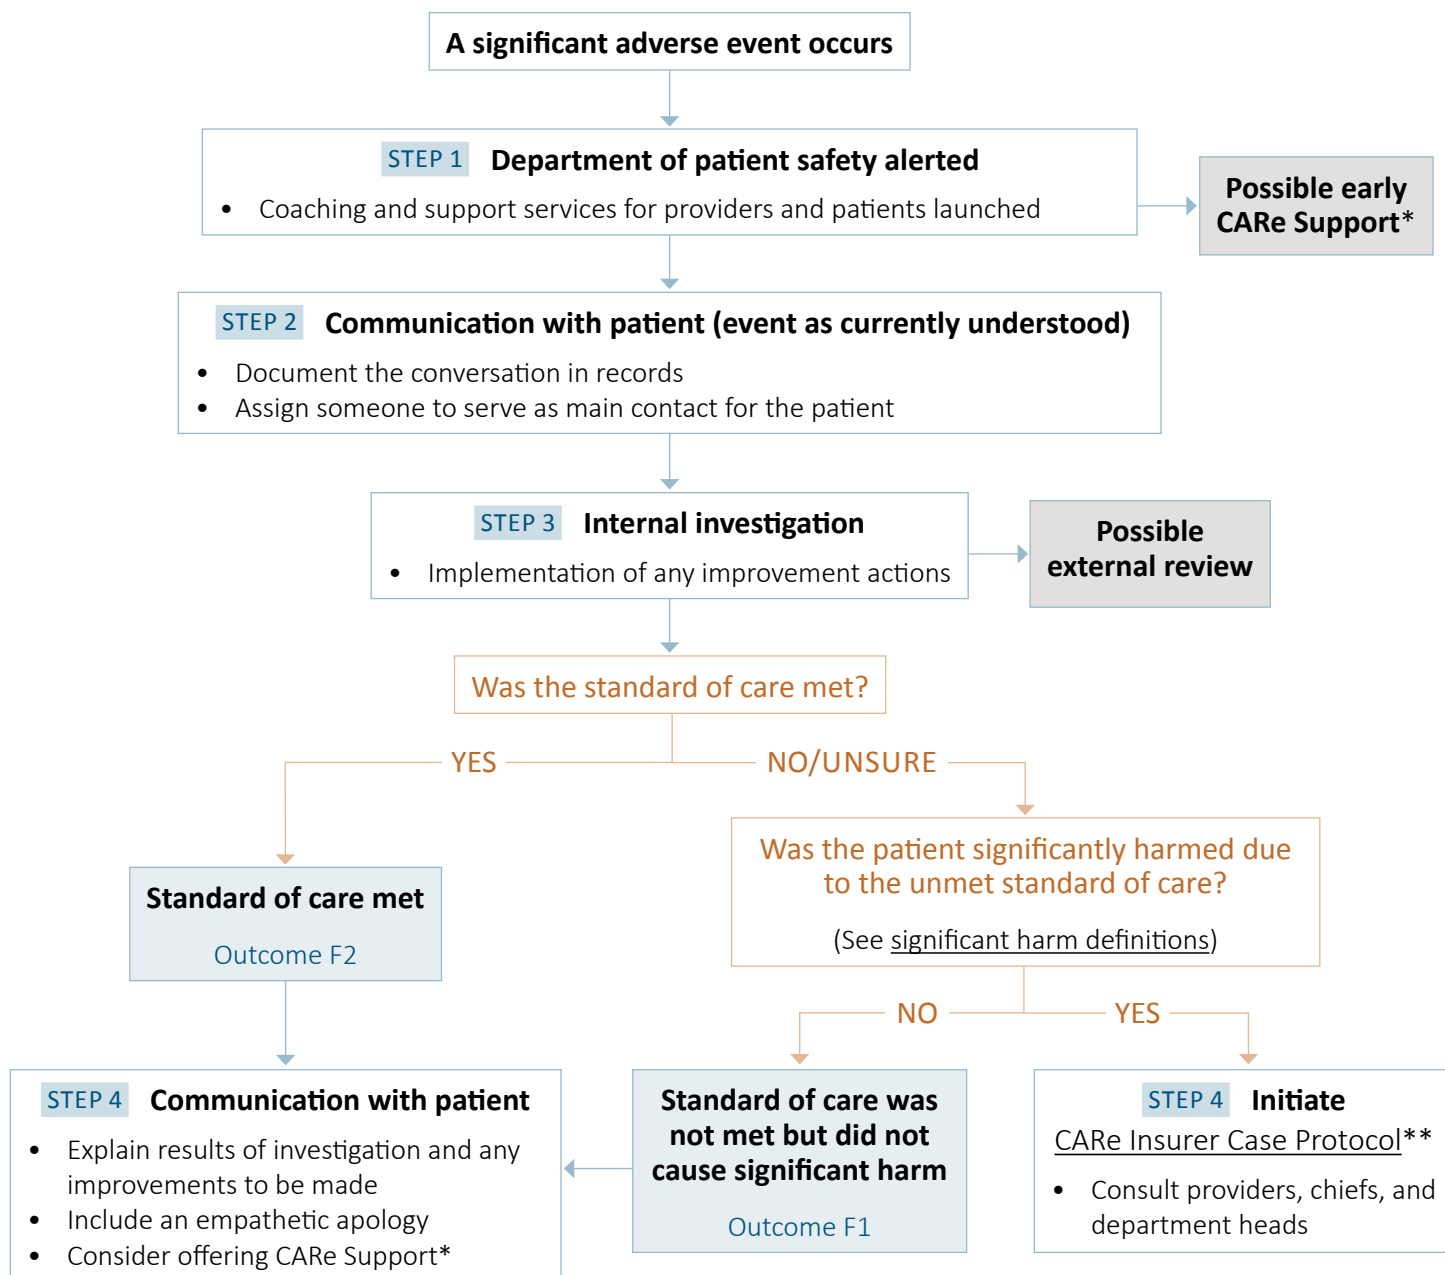 A significant adverse event occurs
STEP 1 Department of patient safety alerted
• Coaching and support services for providers and patients launched
Possible early
CARe Support*
STEP 2 Communication with patient (event as currently understood)
• Document the conversation in records
• Assign someone to serve as main contact for the patient
STEP 3 Internal investigation
• Implementation of any improvement actions
Possible
external review
Was the standard of care met?
YES
NO/UNSURE
Standard of care met
Outcome F2
Was the patient significantly harmed due
to the unmet standard of care?
(See significant harm definitions)
NO
YES
STEP 4 Communication with patient
• Explain results of investigation and any
improvements to be made
• Include an empathetic apology
• Consider offering CARe Support*
Standard of care was
not met but did not
cause significant harm
Outcome F1
STEP 4 Initiate
CARe Insurer Case Protocol**
• Consult providers, chiefs, and
department heads